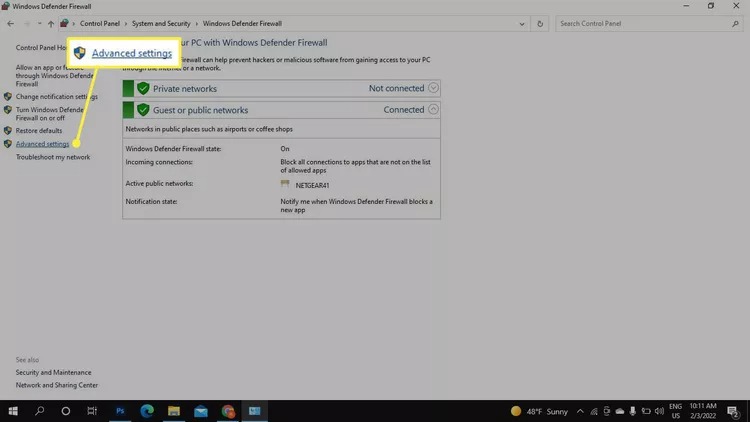 Windows Defender Firewall
Control Panel > System and Security > Windows Defender Firewall
Search Control Panel
Control Panel Ho
Advanced settings
ur PC with Windows Defender Firewall
irewall can help prevent hackers or malicious software from gaining access to your PC
through the Internet or a network.
Allow an app or feature
through Windows Defender
Firewall
Change notification settings
Turn Windows Defende
Firewall on or off
Restore defaults
Advanced settings
Troubleshoot my network
Private networks
Not connected
Guest or public networks
Connected
Networks in public places such as airports or coffee shops
Windows Defender Firewall state:
On
Incoming connections:
Block all connections to apps that are not on the list
of allowed apps
Active public networks:
NETGEAR41
Notification state:
Notify me when Windows Defender Firewall blocks a
new app
See also
Security and Maintenance
Network and Sharing Center
Ps
48°F Sunny
ENG
US
10:11 AM
2/3/2022
2